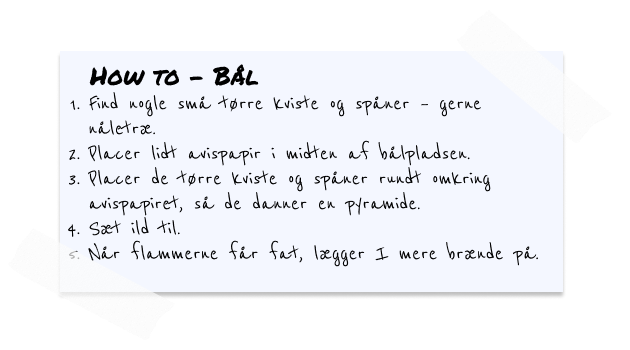 How to - Bål
1. Find nogle små tørre kviste og spåner - gerne
nåletræ.
2. Placer lidt avispapir i midten af bålpladsen.
3. Placer de tørre kviste og spåner rundt omkring
avispapiret, så de danner en pyramide.
4. Sæt ild til.
5. Når flammerne får fat, lægger I mere brænde på.